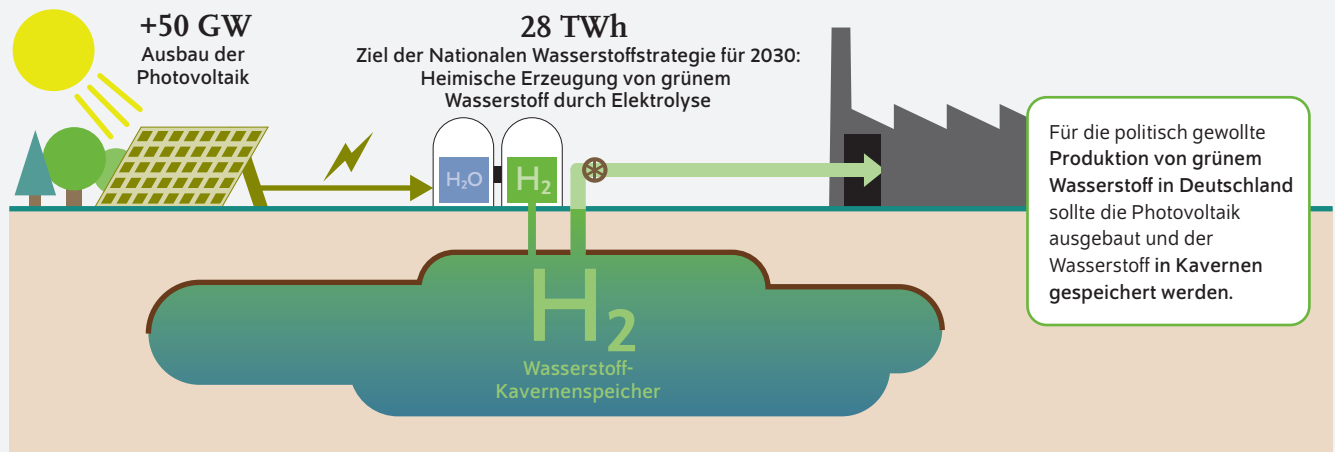 +50 GW
Ausbau der
Photovoltaik
28 TWh
Ziel der Nationalen Wasserstoffstrategie für 2030:
Heimische Erzeugung von grünem
Wasserstoff durch Elektrolyse
H₂O
H₂
H₂
Wasserstoff-
Kavernenspeicher
Für die politisch gewollte
Produktion von grünem
Wasserstoff in Deutschland
sollte die Photovoltaik
ausgebaut und der
Wasserstoff in Kavernen
gespeichert werden.